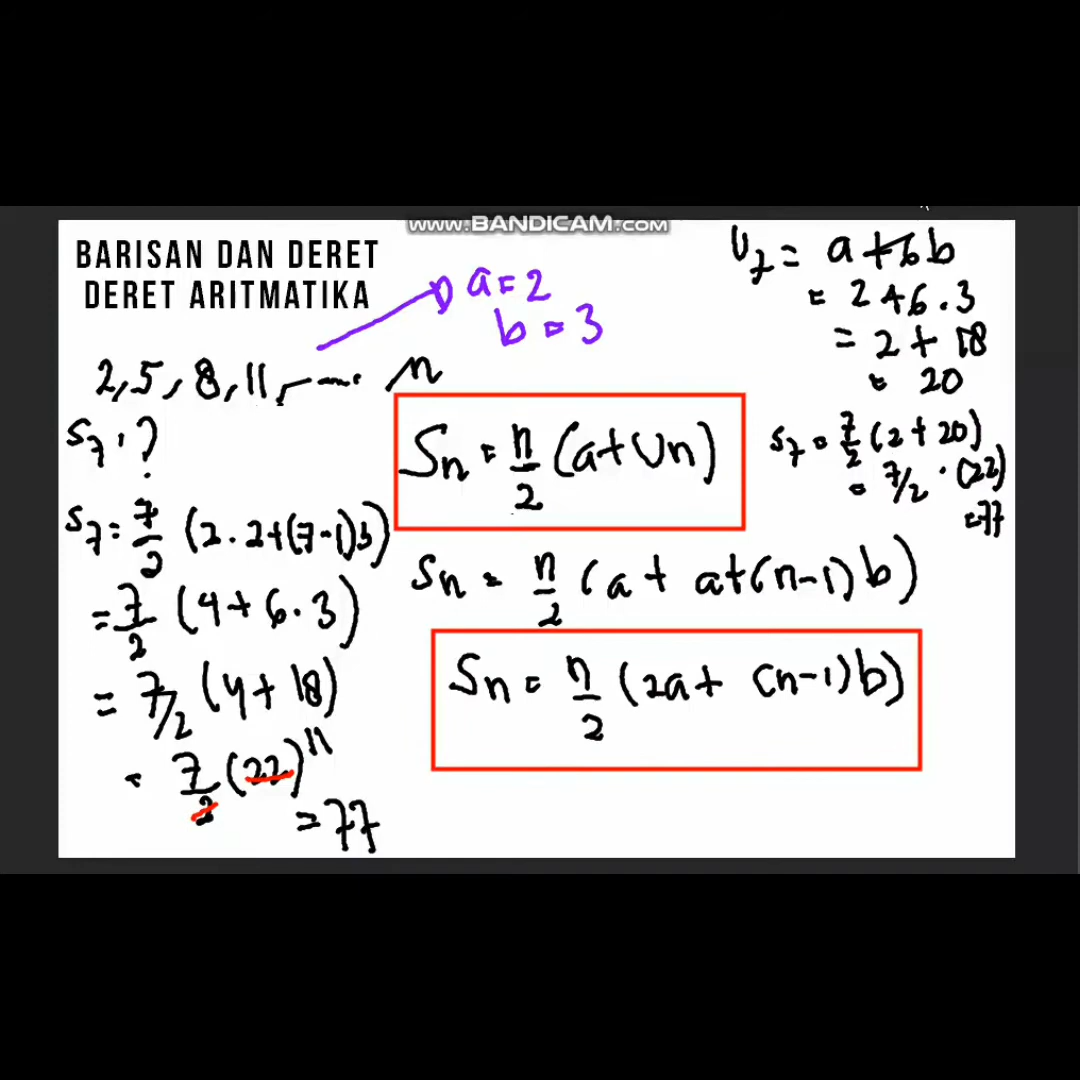 www.BANDICAM.com
BARISAN DAN DERET
DERET ARITMATIKA
a = 2
b = 3
2, 5, 8, 11, ---- n
S7 . ?
S7 = 7/2 (2 . 2 + (7-1)b)
= 7/2 (4 + 6 . 3)
= 7/2 (4 + 18)
= 7/2 (22) 11
= 77
Sn = n/2 (a + Un)
Sn = n/2 (a + a + (n-1) b)
Sn = n/2 (2a + (n-1) b)
U7 = a + 6b
= 2 + 6 . 3
= 2 + 18
= 20
S7 = 7/2 (2 + 20)
= 7/2 . (22)
= 77